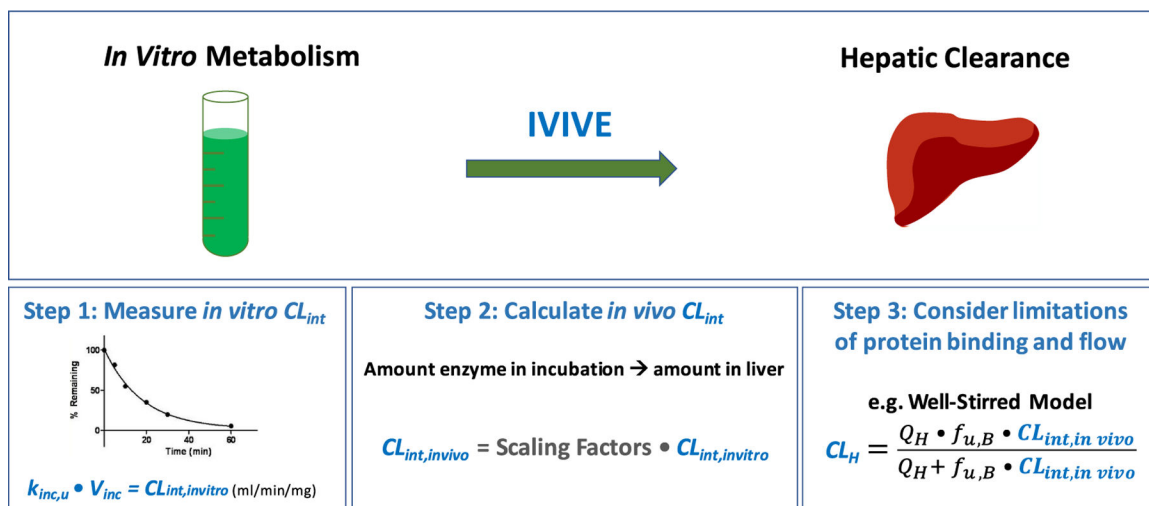 In Vitro Metabolism
Hepatic Clearance
IVIVE
Step 1: Measure in vitro CLint
100
50
0
20
40
60
% Remaining
Time (min)
kinc,u • Vinc = CLint,invitro (ml/min/mg)
Step 2: Calculate in vivo CLint
Amount enzyme in incubation → amount in liver
CLint,invivo = Scaling Factors • CLint,invitro
Step 3: Consider limitations
of protein binding and flow
e.g. Well-Stirred Model
CLH = QH • fu,B • CLint,in vivo
QH + fu,B • CLint,in vivo